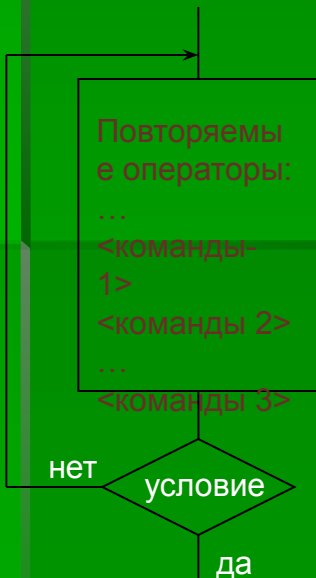 Повторяемы
е операторы:
…
<команды-
1>
<команды 2>
…
<команды 3>
нет
условие
да